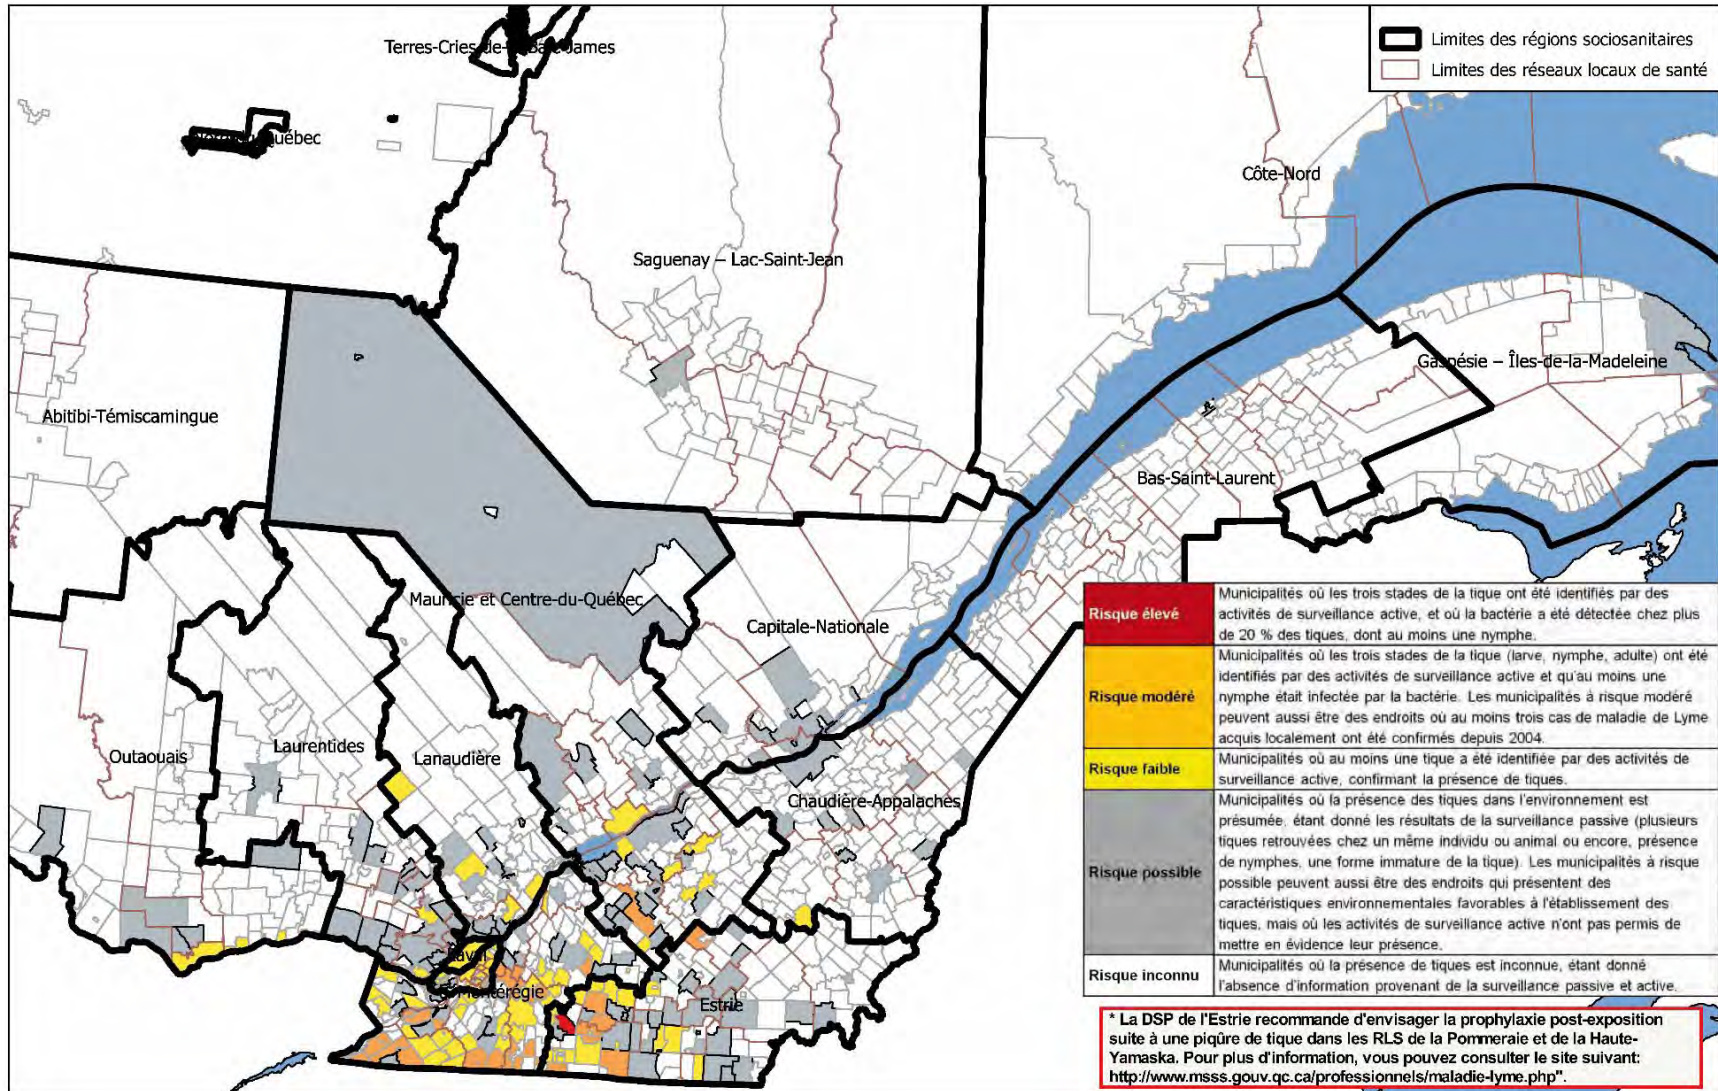 Limites des régions sociosanitaires
Limites des réseaux locaux de santé
Terres-Cries-de-la-Baie-James
Côte-Nord
Saguenay – Lac-Saint-Jean
Gaspésie – Îles-de-la-Madeleine
Abitibi-Témiscamingue
Bas-Saint-Laurent
Mauricie et Centre-du-Québec
Capitale-Nationale
Outaouais
Laurentides
Lanaudière
Chaudière-Appalaches
Laval
Montérégie
Estrie
Risque élevé
Municipalités où les trois stades de la tique ont été identifiés par des
activités de surveillance active, et où la bactérie a été détectée chez plus
de 20 % des tiques, dont au moins une nymphe.
Risque modéré
Municipalités où les trois stades de la tique (larve, nymphe, adulte) ont été
identifiés par des activités de surveillance active et qu'au moins une
nymphe était infectée par la bactérie. Les municipalités à risque modéré
peuvent aussi être des endroits où au moins trois cas de maladie de Lyme
acquis localement ont été confirmés depuis 2004.
Risque faible
Municipalités où au moins une tique a été identifiée par des activités de
surveillance active, confirmant la présence de tiques.
Risque possible
Municipalités où la présence des tiques dans l'environnement est
présumée, étant donné les résultats de la surveillance passive (plusieurs
tiques retrouvées chez un même individu ou animal ou encore, présence
de nymphes, une forme immature de la tique). Les municipalités à risque
possible peuvent aussi être des endroits qui présentent des
caractéristiques environnementales favorables à l'établissement des
tiques, mais où les activités de surveillance active n'ont pas permis de
mettre en évidence leur présence.
Risque inconnu
Municipalités où la présence de tiques est inconnue, étant donné
l'absence d'information provenant de la surveillance passive et active.
* La DSP de l'Estrie recommande d'envisager la prophylaxie post-exposition
suite à une piqûre de tique dans les RLS de la Pommeraie et de la Haute-
Yamaska. Pour plus d'information, vous pouvez consulter le site suivant:
http://www.msss.gouv.qc.ca/professionnels/maladie-lyme.php".